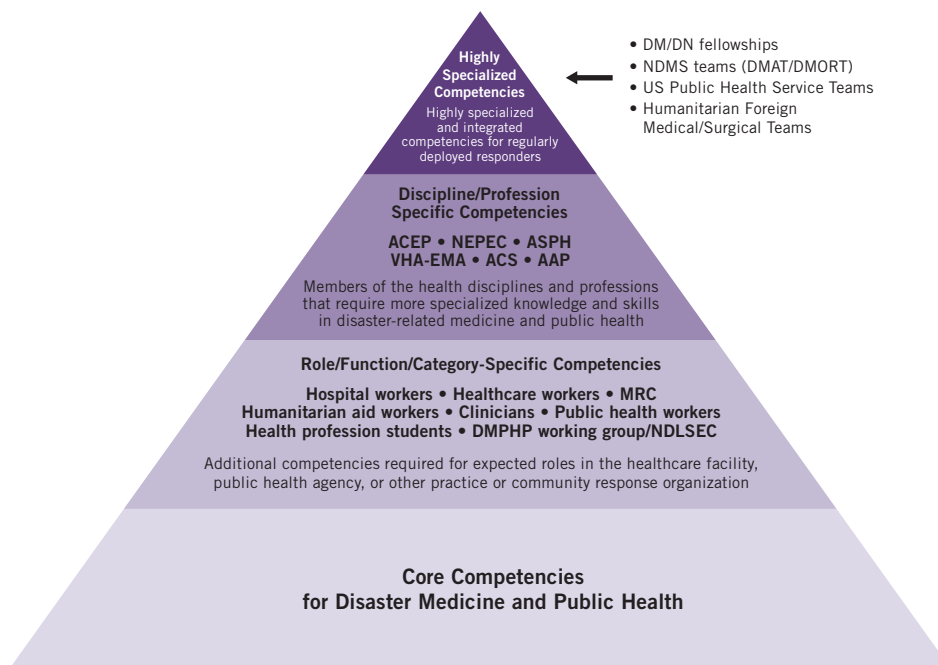 Highly
Specialized
Competencies
Highly specialized
and integrated
competencies for regularly
deployed responders
• DM/DN fellowships
• NDMS teams (DMAT/DMORT)
• US Public Health Service Teams
• Humanitarian Foreign
Medical/Surgical Teams
Discipline/Profession
Specific Competencies
ACEP • NEPEC • ASPH
VHA-EMA • ACS • AAP
Members of the health disciplines and professions
that require more specialized knowledge and skills
in disaster-related medicine and public health
Role/Function/Category-Specific Competencies
Hospital workers • Healthcare workers • MRC
Humanitarian aid workers • Clinicians • Public health workers
Health profession students • DMPHP working group/NDLSEC
Additional competencies required for expected roles in the healthcare facility,
public health agency, or other practice or community response organization
Core Competencies
for Disaster Medicine and Public Health